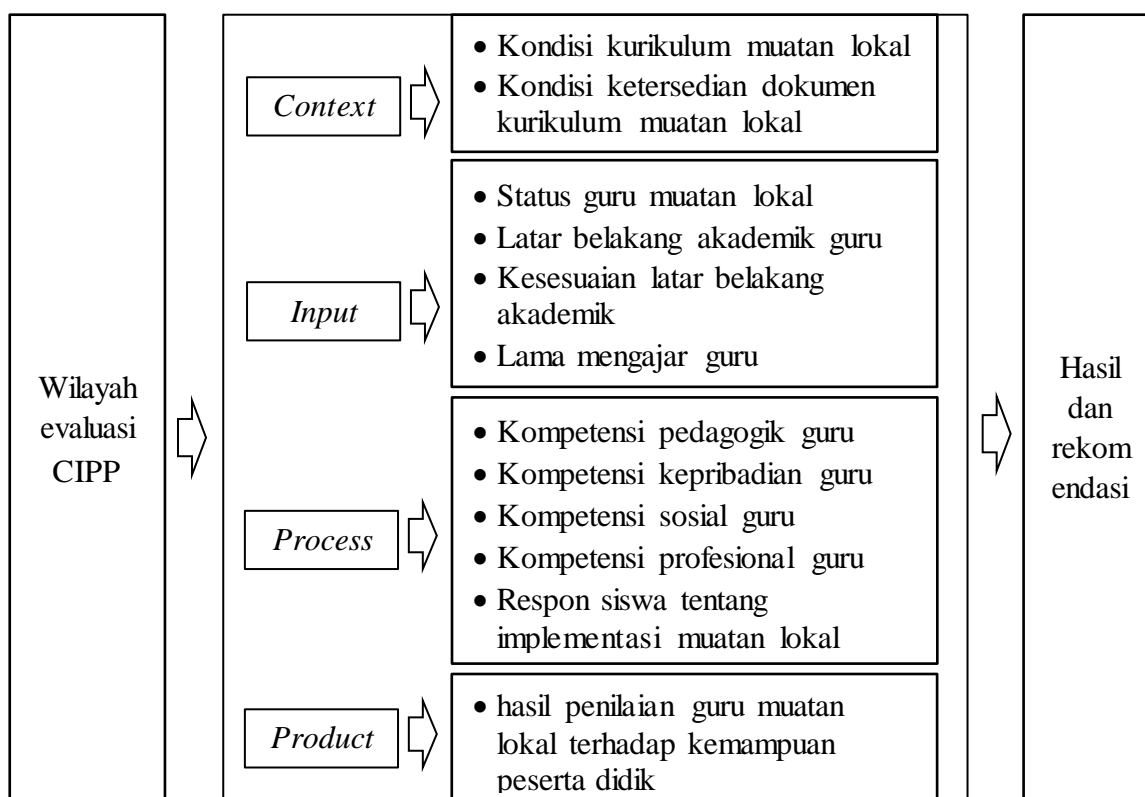 Wilayah
evaluasi
CIPP
Context
• Kondisi kurikulum muatan lokal
• Kondisi ketersedian dokumen
kurikulum muatan lokal
Input
• Status guru muatan lokal
• Latar belakang akademik guru
• Kesesuaian latar belakang
akademik
• Lama mengajar guru
Process
• Kompetensi pedagogik guru
• Kompetensi kepribadian guru
• Kompetensi sosial guru
• Kompetensi profesional guru
• Respon siswa tentang
implementasi muatan lokal
Product
• hasil penilaian guru muatan
lokal terhadap kemampuan
peserta didik
Hasil
dan
rekom
endasi